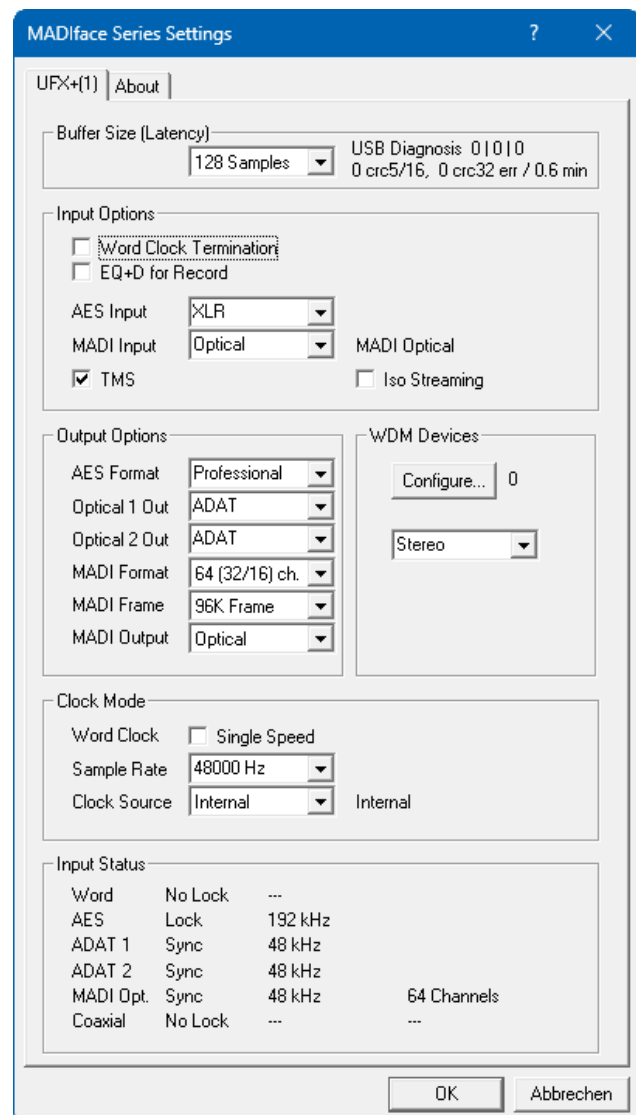 MADIface Series Settings ? ×
UFX+(1) About
Buffer Size (Latency)
128 Samples
USB Diagnosis 0|0|0
0 crc5/16, 0 crc32 err / 0.6 min
Input Options
Word Clock Termination
EQ+D for Record
AES Input XLR
MADI Input Optical MADI Optical
TMS Iso Streaming
Output Options
AES Format Professional
Optical 1 Out ADAT
Optical 2 Out ADAT
MADI Format 64 (32/16) ch.
MADI Frame 96K Frame
MADI Output Optical
WDM Devices
Configure... 0
Stereo
Clock Mode
Word Clock Single Speed
Sample Rate 48000 Hz
Clock Source Internal Internal
Input Status
Word No Lock ---
AES Lock 192 kHz
ADAT 1 Sync 48 kHz
ADAT 2 Sync 48 kHz
MADI Opt. Sync 48 kHz 64 Channels
Coaxial No Lock --- ---
OK Abbrechen